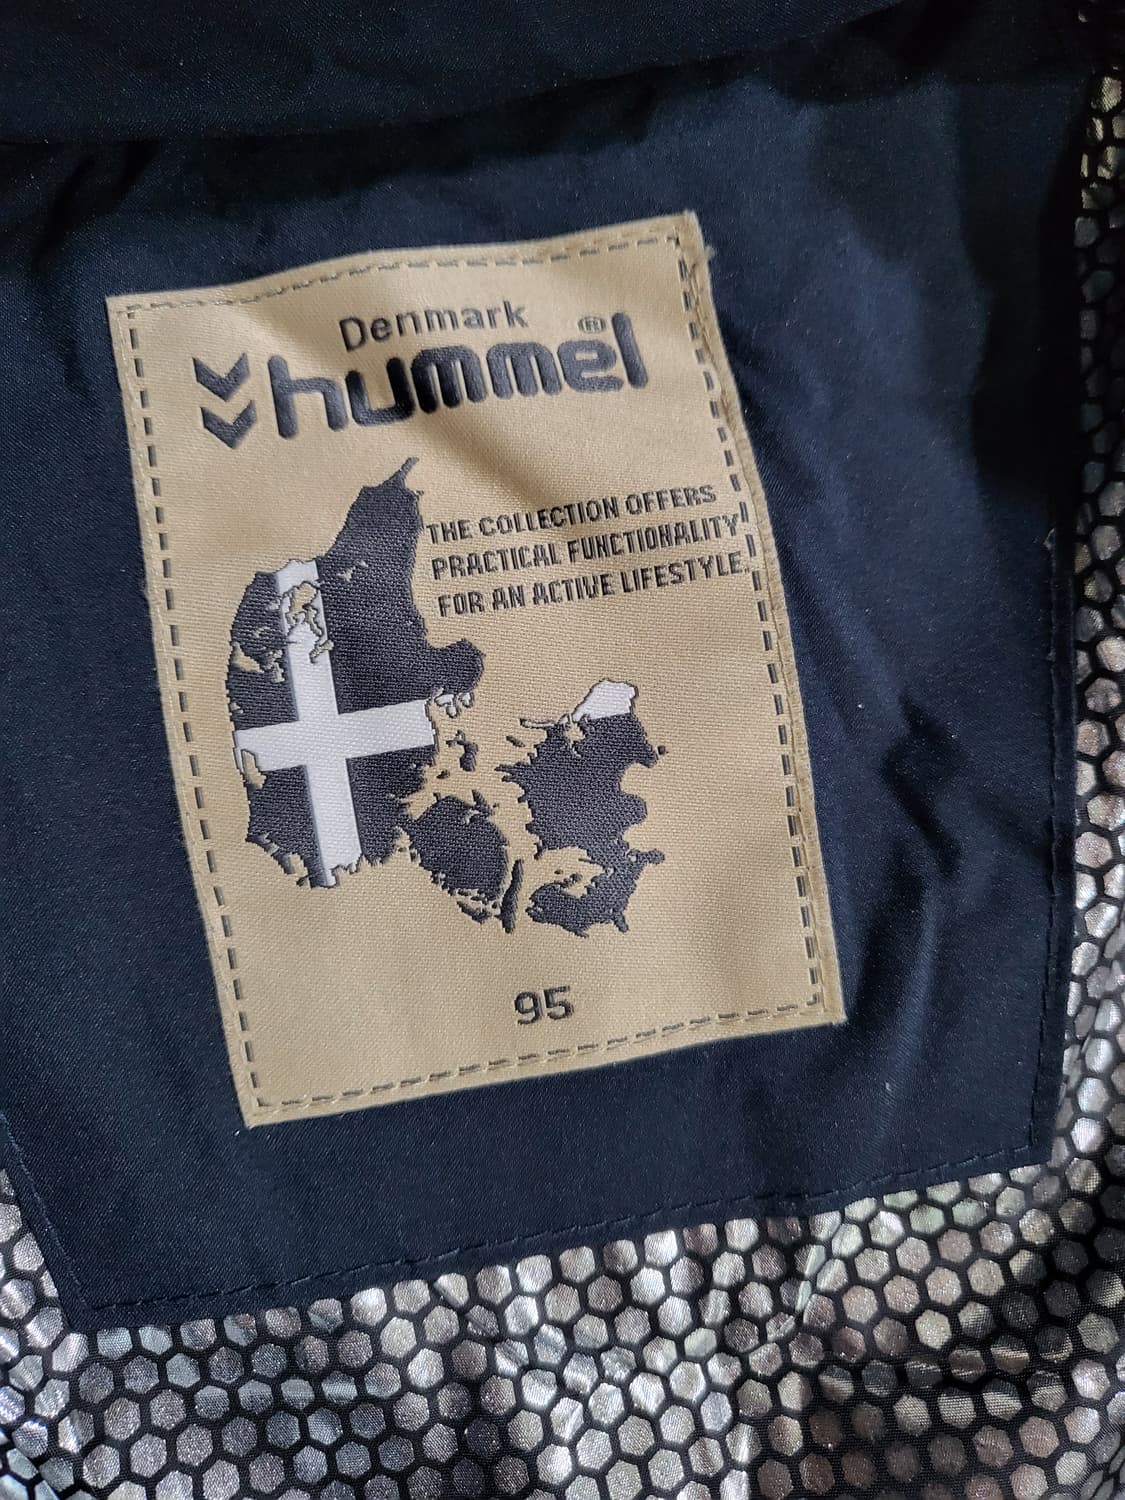 Denmark
hummel®
THE COLLECTION OFFERS
PRACTICAL FUNCTIONALITY
FOR AN ACTIVE LIFESTYLE.
95